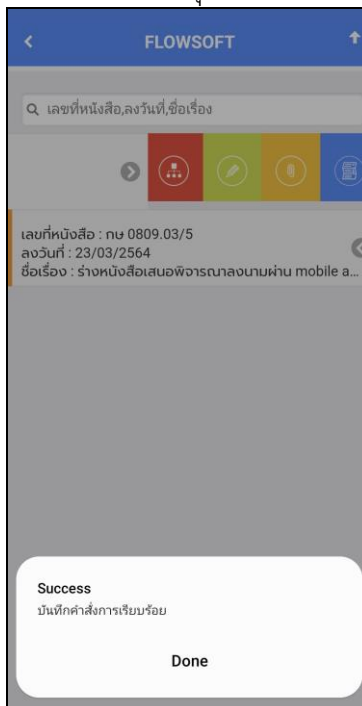 FLOWSOFT
เลขที่หนังสือ,ลงวันที่,ชื่อเรื่อง
เลขที่หนังสือ : กษ 0809.03/5
ลงวันที่ : 23/03/2564
ชื่อเรื่อง : ร่างหนังสือเสนอพิจารณาลงนามผ่าน mobile a...
Success
บันทึกคำสั่งการเรียบร้อย
Done